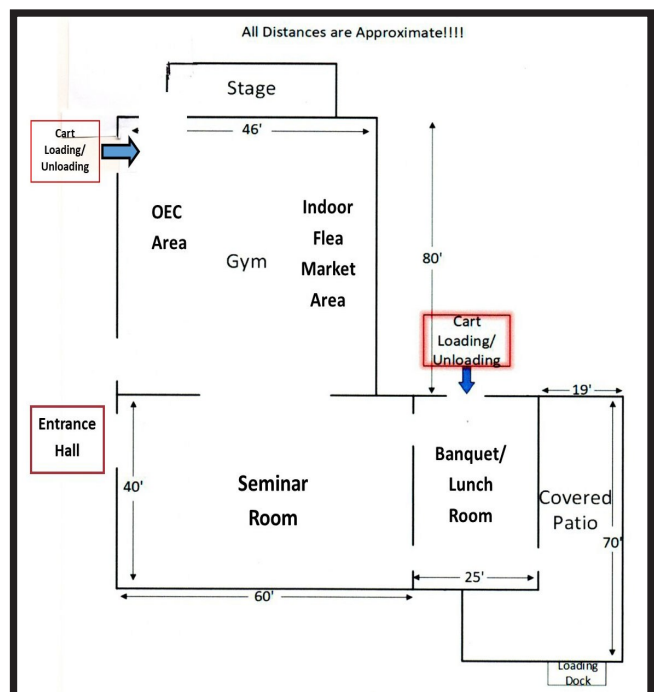 All Distances are Approximate!!!!
Stage
46'
Cart
Loading/
Unloading
OEC
Area
Indoor
Flea
Market
Area
Gym
80'
Cart
Loading/
Unloading
19'
Entrance
Hall
40'
Seminar
Room
Banquet/
Lunch
Room
Covered
Patio
70'
25'
60'
Loading
Dock